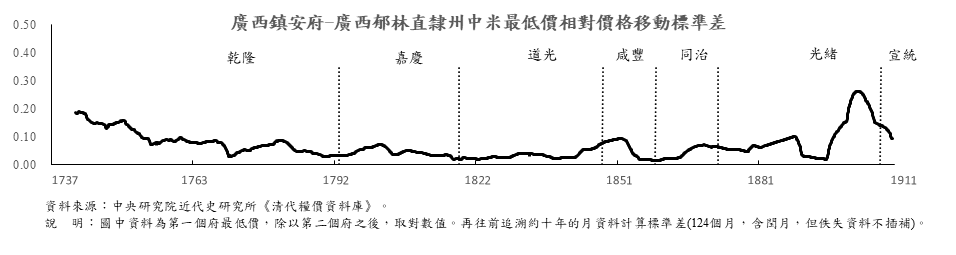 廣西鎮安府-廣西郁林直隸州中米最低價相對價格移動標準差
0.50
0.40
0.30
0.20
0.10
0.00
乾隆 嘉慶 道光 咸豐 同治 光緒 宣統
1737 1763 1792 1822 1851 1881 1911
資料來源：中央研究院近代史研究所《清代糧價資料庫》。
說　明：圖中資料為第一個府最低價，除以第二個府之後，取對數值。再往前追溯約十年的月資料計算標準差(124個月，含閏月，但佚失資料不插補)。